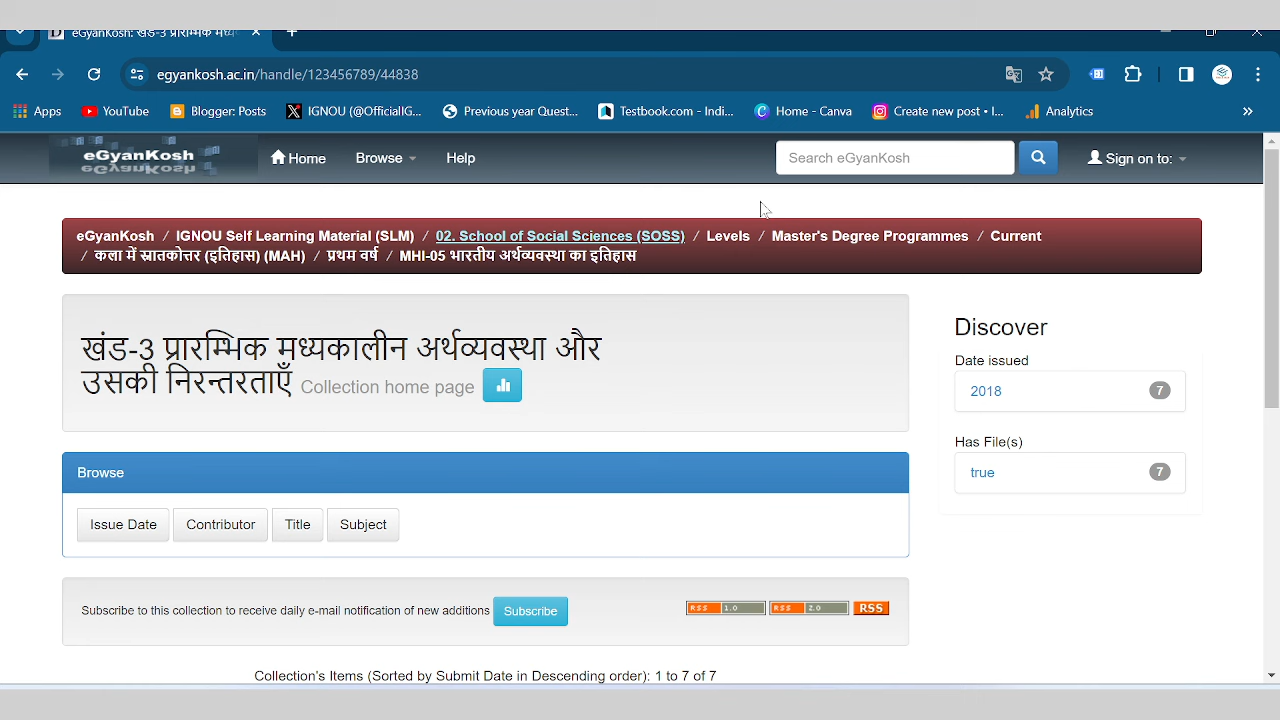 eGyanKosh: खंड-3 प्रारम्भिक मध्य
egyankosh.ac.in/handle/123456789/44838
Apps YouTube Blogger: Posts IGNOU (@OfficialIG... Previous year Quest... Testbook.com - Indi... Home - Canva Create new post • I... Analytics »
eGyanKosh Home Browse Help Search eGyanKosh Sign on to:
eGyanKosh / IGNOU Self Learning Material (SLM) / 02. School of Social Sciences (SOSS) / Levels / Master's Degree Programmes / Current
/ कला में स्नातकोत्तर (इतिहास) (MAH) / प्रथम वर्ष / MHI-05 भारतीय अर्थव्यवस्था का इतिहास
खंड-3 प्रारम्भिक मध्यकालीन अर्थव्यवस्था और
उसकी निरन्तरताएँ Collection home page
Discover
Date issued
2018 7
Has File(s)
true 7
Browse
Issue Date Contributor Title Subject
Subscribe to this collection to receive daily e-mail notification of new additions Subscribe RSS 1.0 RSS 2.0 RSS
Collection's Items (Sorted by Submit Date in Descending order): 1 to 7 of 7